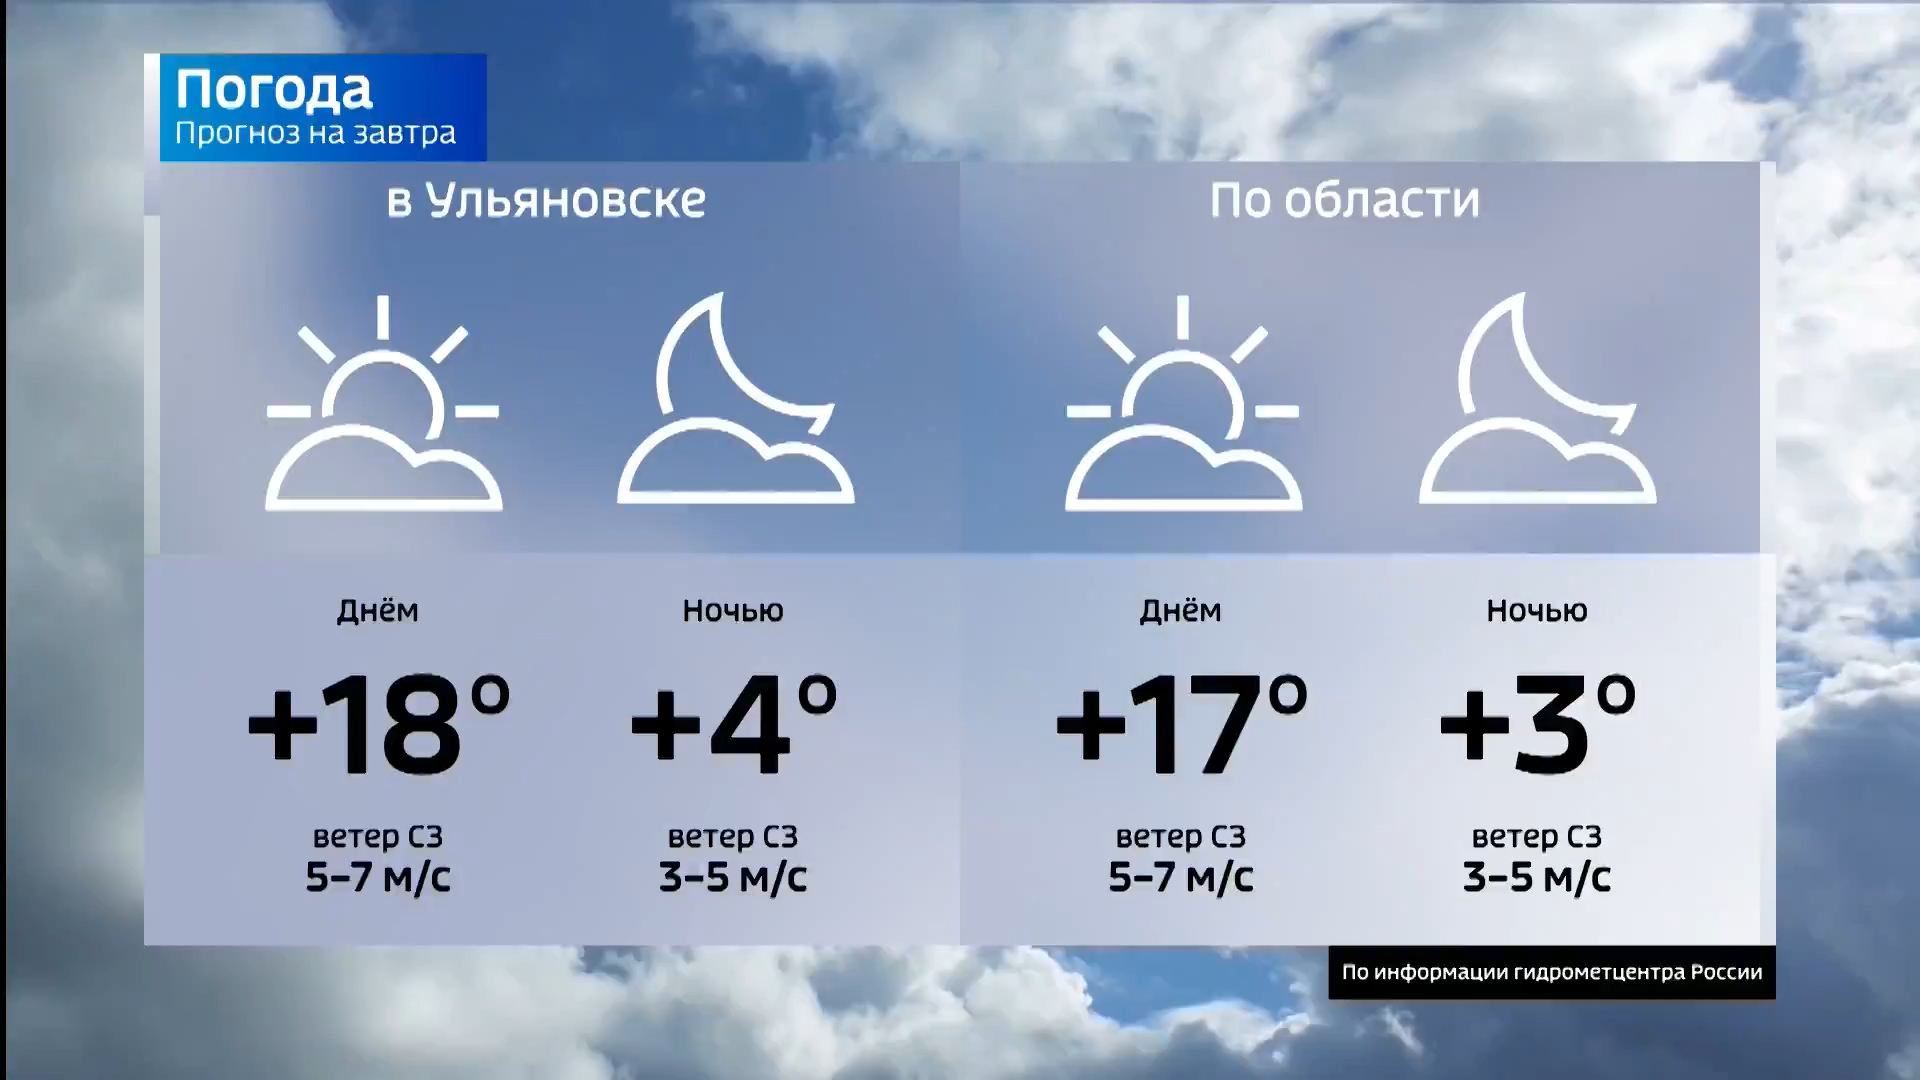 Погода
Прогноз на завтра
в Ульяновске
По области
Днём
Ночью
Днём
Ночью
+18°
+4°
+17°
+3°
ветер СЗ
ветер СЗ
ветер СЗ
ветер СЗ
5-7 м/с
3-5 м/с
5-7 м/с
3-5 м/с
По информации гидрометцентра России